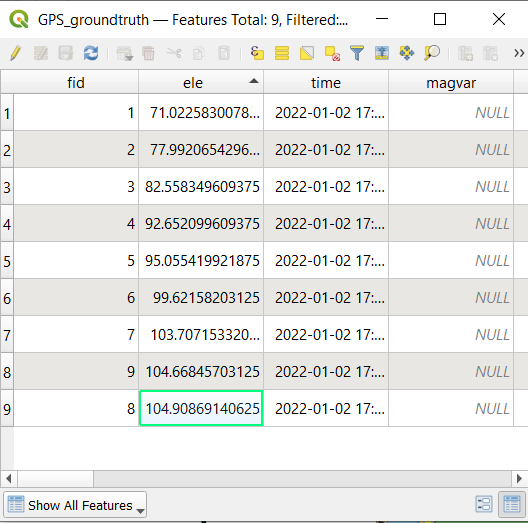 GPS_groundtruth — Features Total: 9, Filtered:...
fid ele time magvar
1 1 71.0225830078... 2022-01-02 17:... NULL
2 2 77.9920654296... 2022-01-02 17:... NULL
3 3 82.558349609375 2022-01-02 17:... NULL
4 4 92.652099609375 2022-01-02 17:... NULL
5 5 95.055419921875 2022-01-02 17:... NULL
6 6 99.62158203125 2022-01-02 17:... NULL
7 7 103.707153320... 2022-01-02 17:... NULL
8 9 104.66845703125 2022-01-02 17:... NULL
9 8 104.90869140625 2022-01-02 17:... NULL
Show All Features